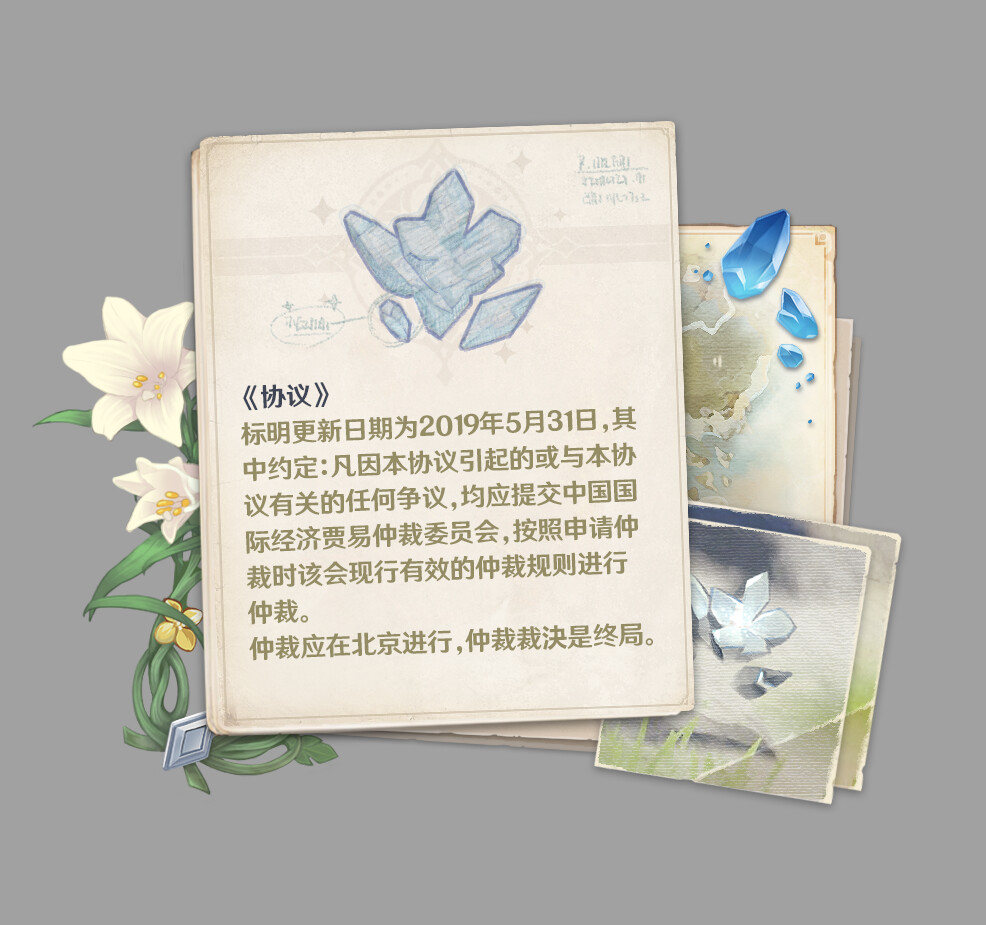 《协议》
标明更新日期为2019年5月31日,其
中约定:凡因本协议引起的或与本协
议有关的任何争议,均应提交中国国
际经济贾易仲裁委员会,按照申请仲
裁时该会现行有效的仲裁规则进行
仲裁。
仲裁应在北京进行,仲裁裁決是终局。